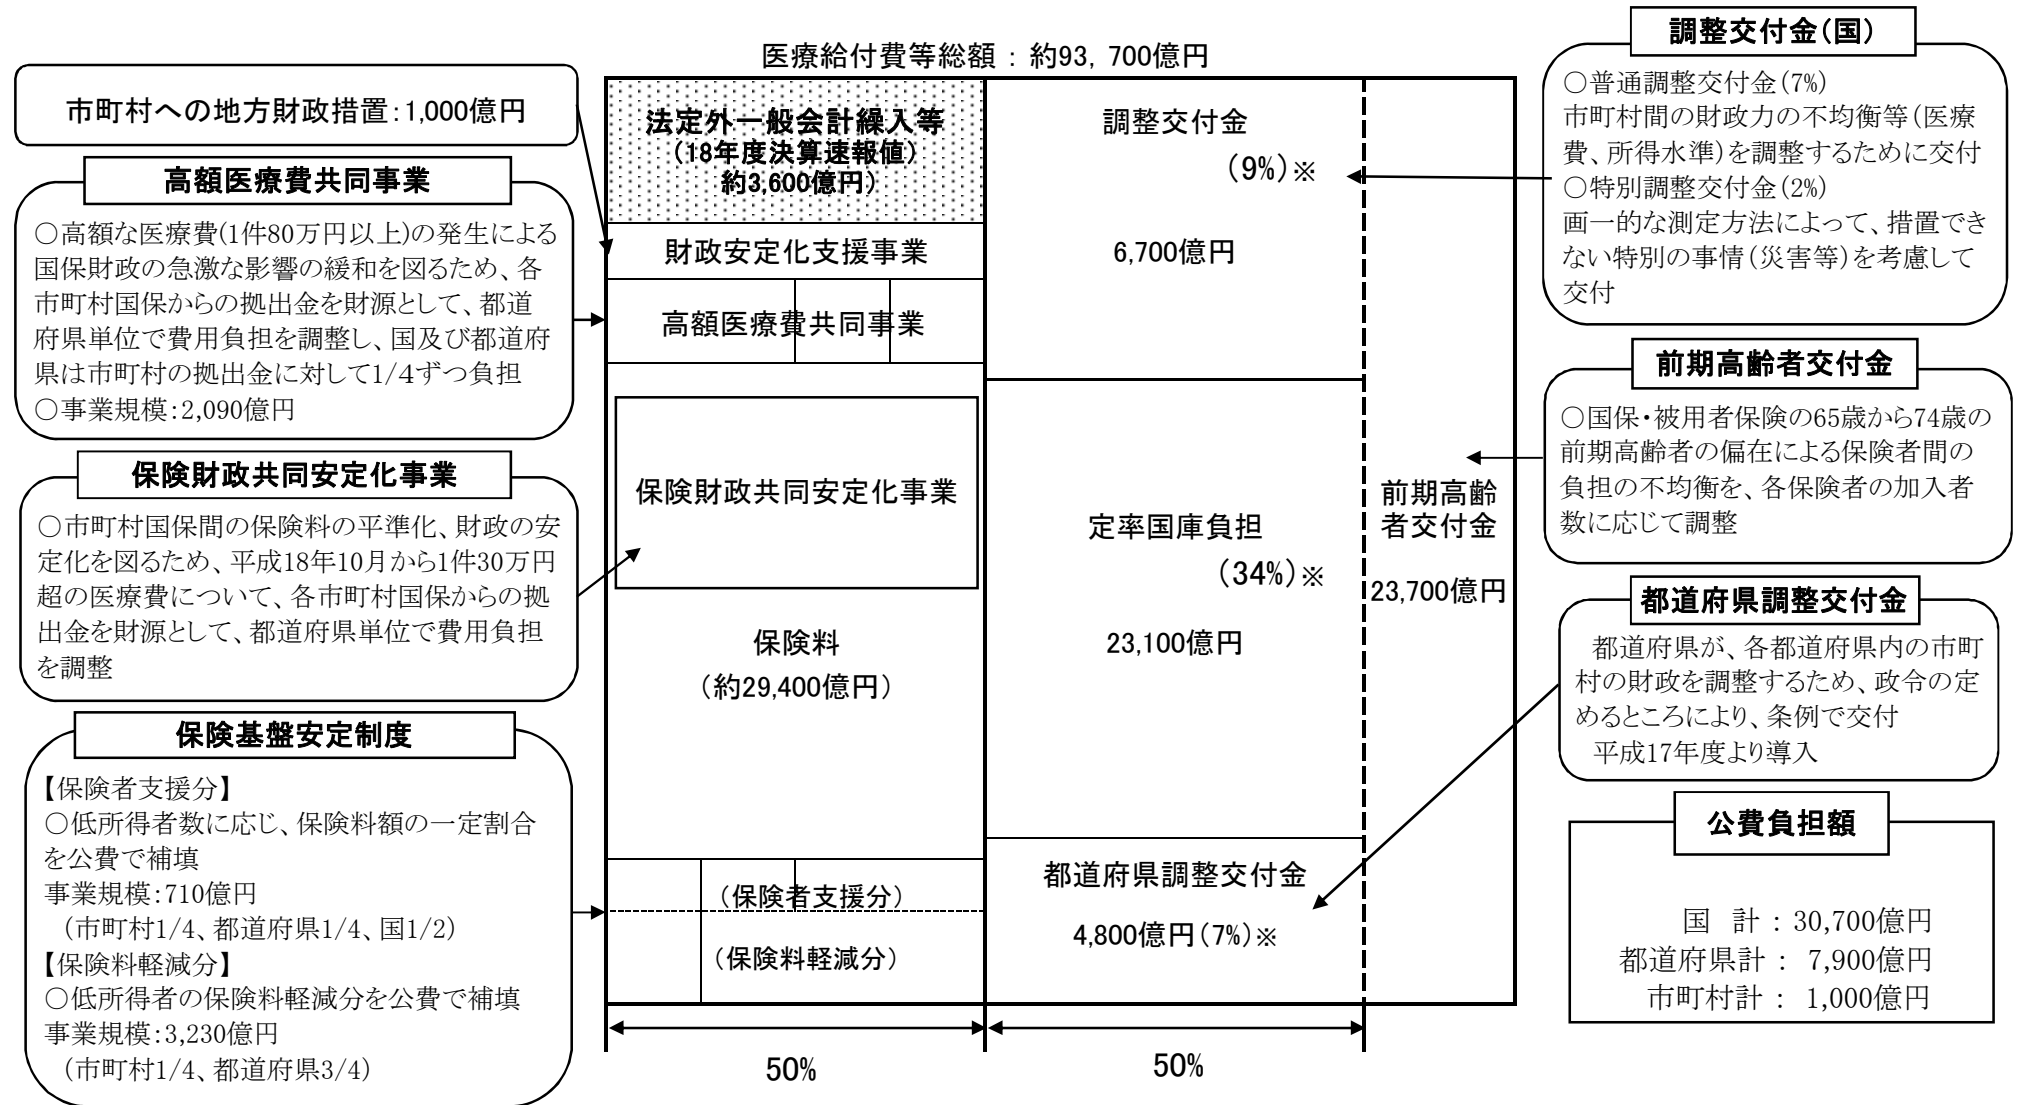 医療給付費等総額 : 約93, 700億円
市町村への地方財政措置:1,000億円
高額医療費共同事業
○高額な医療費(1件80万円以上)の発生による
国保財政の急激な影響の緩和を図るため、各
市町村国保からの拠出金を財源として、都道
府県単位で費用負担を調整し、国及び都道府
県は市町村の拠出金に対して1/4ずつ負担
○事業規模:2,090億円
保険財政共同安定化事業
○市町村国保間の保険料の平準化、財政の安
定化を図るため、平成18年10月から1件30万円
超の医療費について、各市町村国保からの拠
出金を財源として、都道府県単位で費用負担
を調整
保険基盤安定制度
【保険者支援分】
○低所得者数に応じ、保険料額の一定割合
を公費で補填
事業規模:710億円
(市町村1/4、都道府県1/4、国1/2)
【保険料軽減分】
○低所得者の保険料軽減分を公費で補填
事業規模:3,230億円
(市町村1/4、都道府県3/4)
法定外一般会計繰入等
(18年度決算速報値)
約3,600億円)
財政安定化支援事業
高額医療費共同事業
保険財政共同安定化事業
保険料
(約29,400億円)
(保険者支援分)
(保険料軽減分)
50%
調整交付金
(9%)※
6,700億円
定率国庫負担
(34%)※
23,100億円
都道府県調整交付金
4,800億円(7%)※
50%
前期高齢
者交付金
23,700億円
調整交付金(国)
○普通調整交付金(7%)
市町村間の財政力の不均衡等(医療
費、所得水準)を調整するために交付
○特別調整交付金(2%)
画一的な測定方法によって、措置でき
ない特別の事情(災害等)を考慮して
交付
前期高齢者交付金
○国保・被用者保険の65歳から74歳の
前期高齢者の偏在による保険者間の
負担の不均衡を、各保険者の加入者
数に応じて調整
都道府県調整交付金
都道府県が、各都道府県内の市町
村の財政を調整するため、政令の定
めるところにより、条例で交付
平成17年度より導入
公費負担額
国 計 : 30,700億円
都道府県計 : 7,900億円
市町村計 : 1,000億円